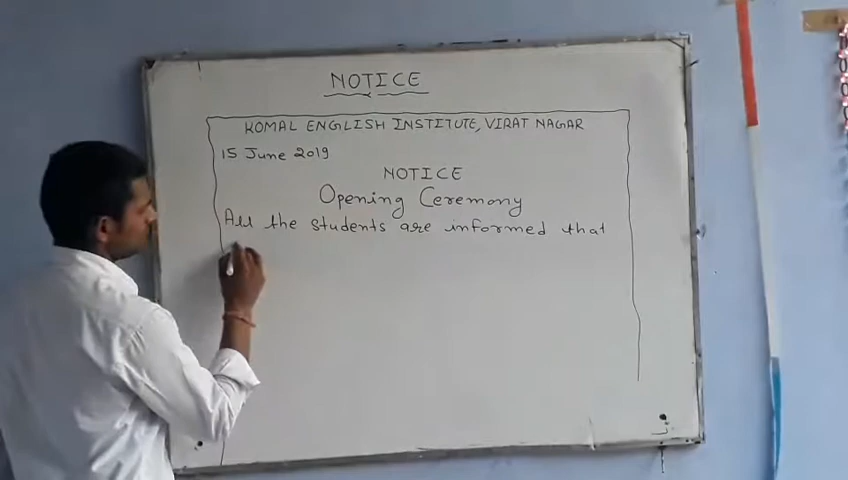 NOTICE
KOMAL ENGLISH INSTITUTE, VIRAT NAGAR
15 June 2019
NOTICE
Opening Ceremony
All the students are informed that